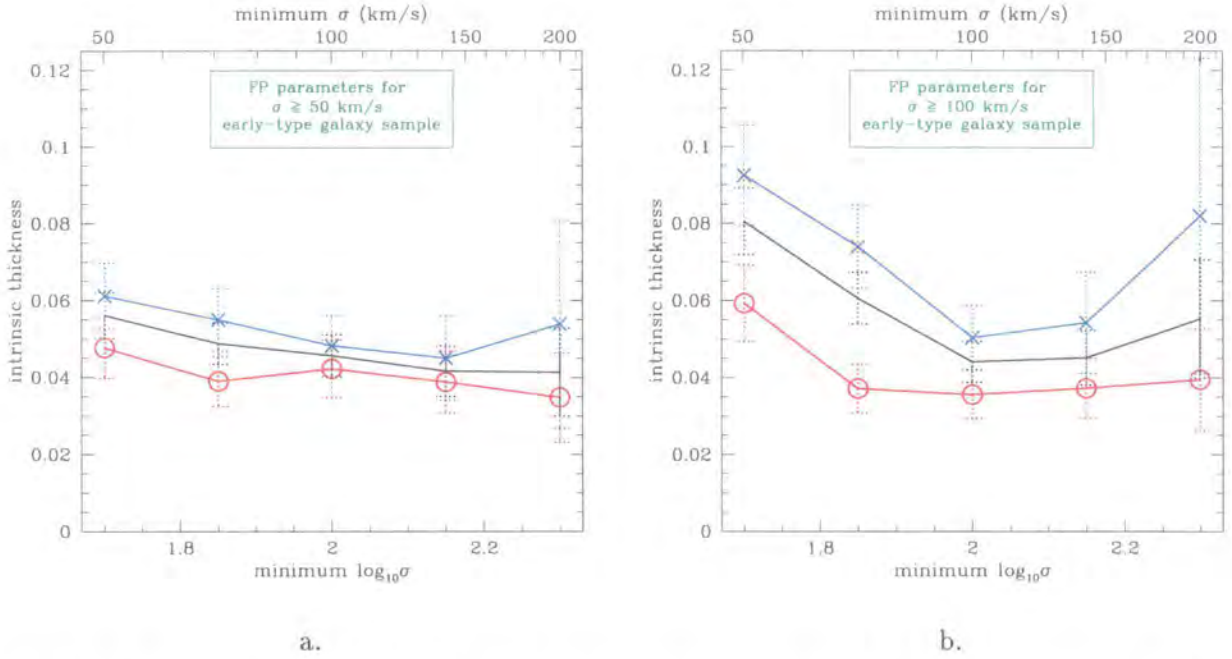 minimum σ (km/s)
50 100 150 200
0.12
0.1
0.08
0.06
0.04
0.02
0
intrinsic thickness
FP parameters for
σ ≥ 50 km/s
early-type galaxy sample
1.8 2 2.2
minimum log₁₀σ
a.
minimum σ (km/s)
50 100 150 200
0.12
0.1
0.08
0.06
0.04
0.02
0
intrinsic thickness
FP parameters for
σ ≥ 100 km/s
early-type galaxy sample
1.8 2 2.2
minimum log₁₀σ
b.